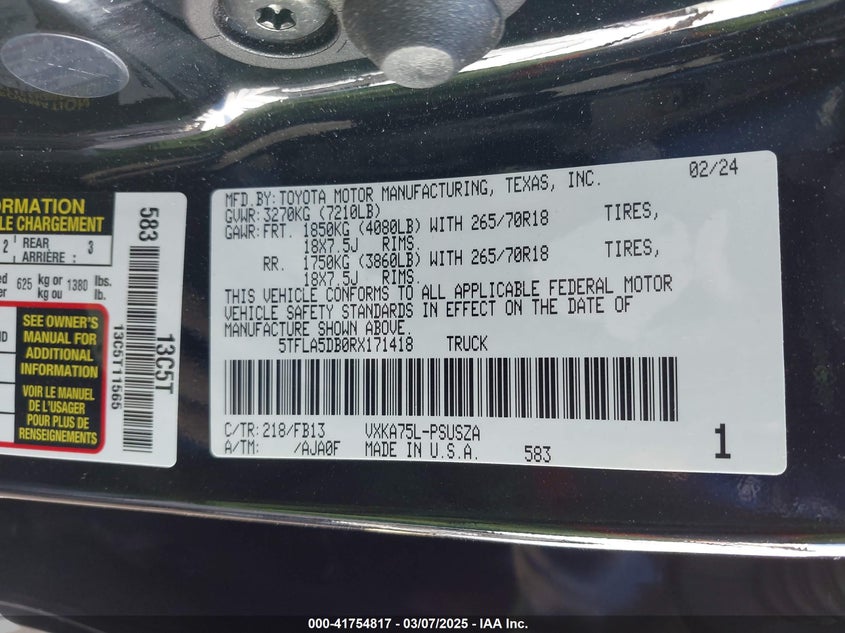 ORMATION
LE CHARGEMENT
2 REAR ARRIÈRE : 3
625 kg or kg ou 1380 lbs. lb.
SEE OWNER'S
MANUAL FOR
ADDITIONAL
INFORMATION
VOIR LE MANUEL
DE L'USAGER
POUR PLUS DE
RENSEIGNEMENTS
583
13C5T
13C5T11565
MFD.BY:TOYOTA MOTOR MANUFACTURING, TEXAS, INC. 02/24
GVWR:3270KG (7210LB)
GAWR:FRT. 1850KG (4080LB) WITH 265/70R18 TIRES,
18X7.5J RIMS.
RR. 1750KG (3860LB) WITH 265/70R18 TIRES,
18X7.5J RIMS.
THIS VEHICLE CONFORMS TO ALL APPLICABLE FEDERAL MOTOR
VEHICLE SAFETY STANDARDS IN EFFECT ON THE DATE OF
MANUFACTURE SHOWN ABOVE.
5TFLA5DB0RX171418 TRUCK
C/TR:218/FB13 VXKA75L-PSUSZA
A/TM: /AJA0F MADE IN U.S.A. 583
1
000-41754817 - 03/07/2025 - IAA Inc.